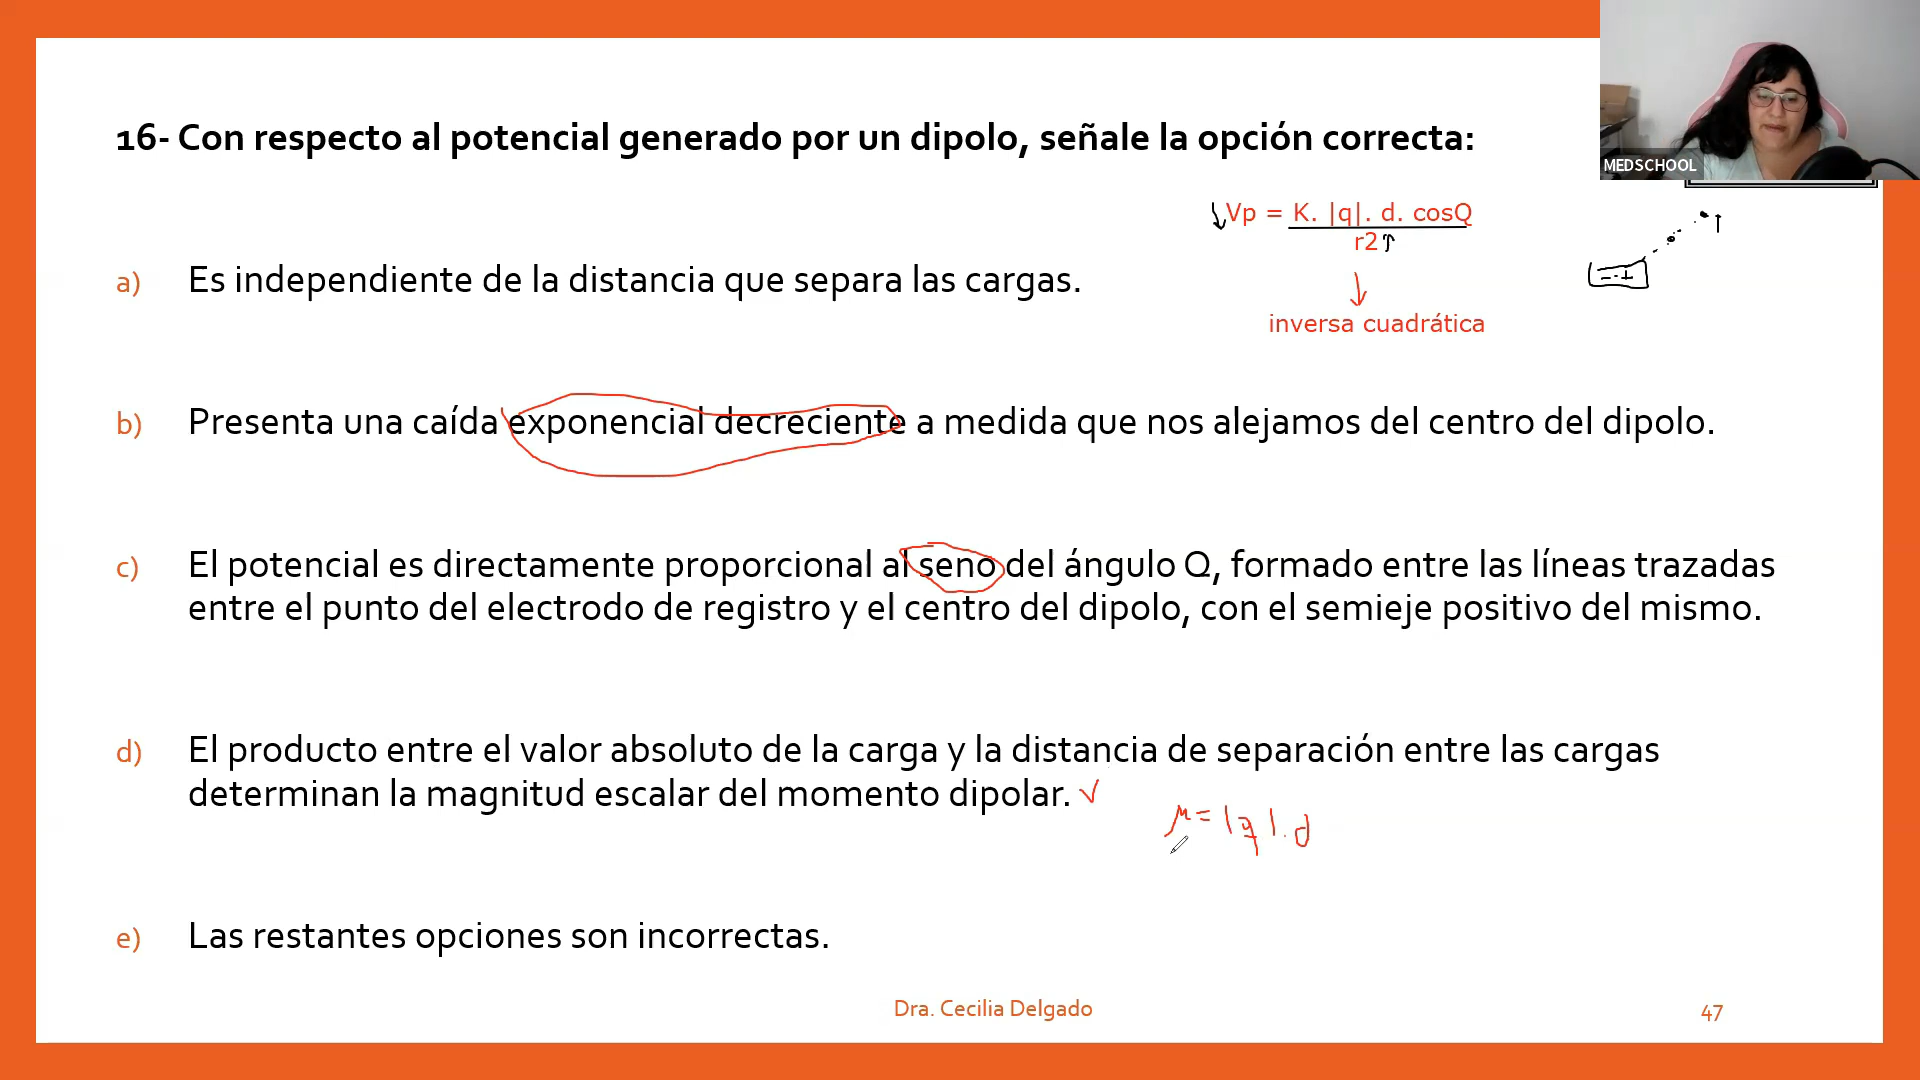 MEDSCHOOL
16- Con respecto al potencial generado por un dipolo, señale la opción correcta:
↓Vp = K. |q|. d. cosQ
r2↑
↓
inversa cuadrática
- +
a) Es independiente de la distancia que separa las cargas.
b) Presenta una caída exponencial decreciente a medida que nos alejamos del centro del dipolo.
c) El potencial es directamente proporcional al seno del ángulo Q, formado entre las líneas trazadas
entre el punto del electrodo de registro y el centro del dipolo, con el semieje positivo del mismo.
d) El producto entre el valor absoluto de la carga y la distancia de separación entre las cargas
determinan la magnitud escalar del momento dipolar. ✓
μ = |q|. d
e) Las restantes opciones son incorrectas.
Dra. Cecilia Delgado
47